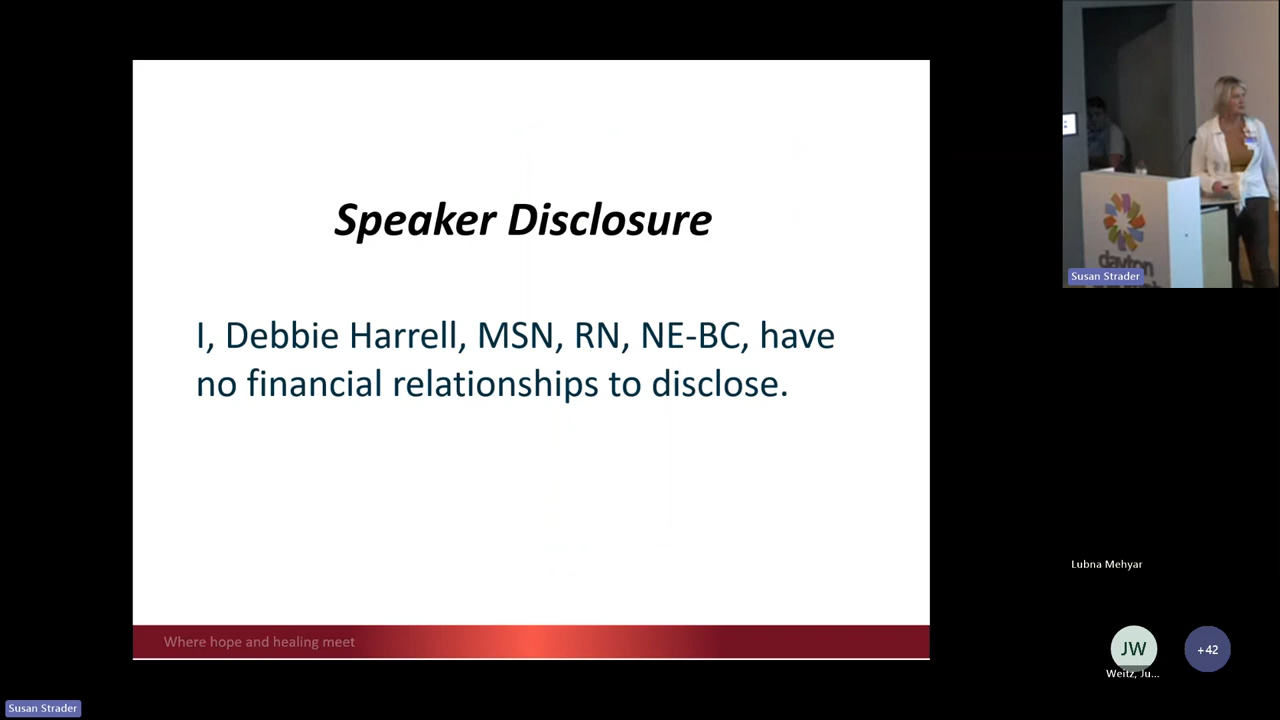 Speaker Disclosure
I, Debbie Harrell, MSN, RN, NE-BC, have
no financial relationships to disclose.
Where hope and healing meet
dayton
Susan Strader
Lubna Mehyar
JW
Weitz, Ju...
+42
Susan Strader